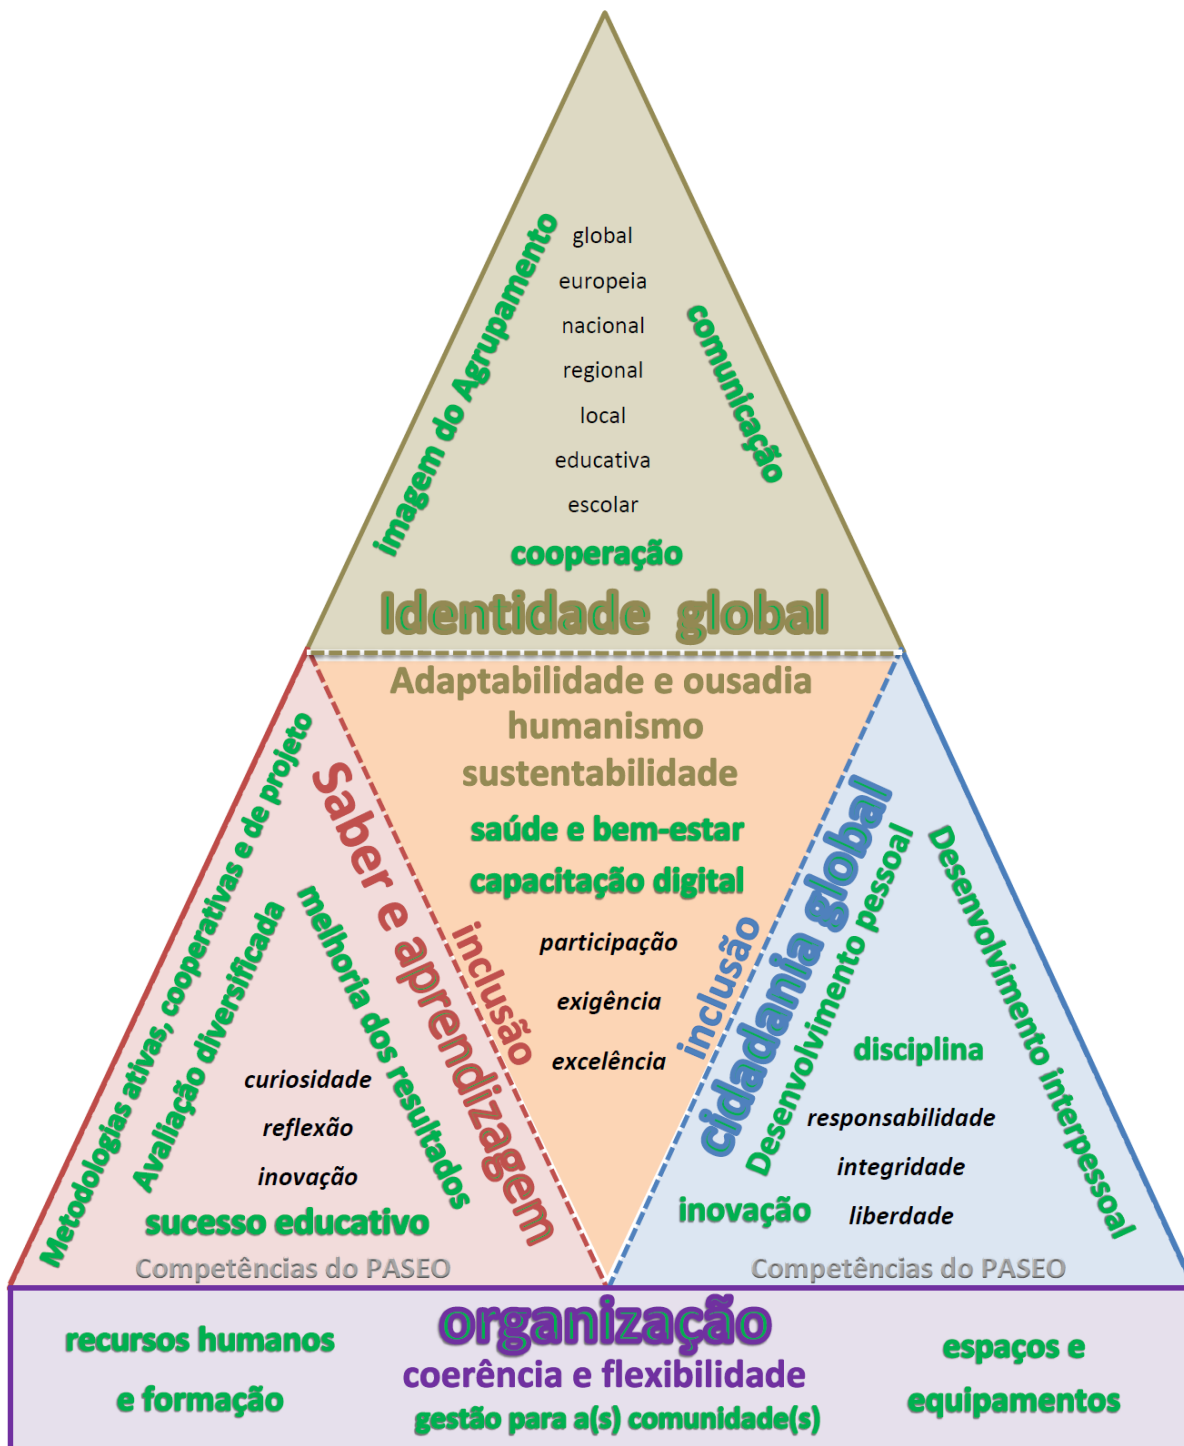 imagem do Agrupamento
global
europeia
nacional
regional
local
educativa
escolar
comunicação
cooperação
Identidade global
Adaptabilidade e ousadia
humanismo
sustentabilidade
saúde e bem-estar
capacitação digital
participação
exigência
excelência
inclusão
inclusão
Metodologias ativas, cooperativas e de projeto
Avaliação diversificada
melhoria dos resultados
Saber e aprendizagem
curiosidade
reflexão
inovação
sucesso educativo
Competências do PASEO
cidadania global
Desenvolvimento pessoal
Desenvolvimento interpessoal
disciplina
responsabilidade
integridade
liberdade
inovação
Competências do PASEO
organização
coerência e flexibilidade
gestão para a(s) comunidade(s)
recursos humanos
e formação
espaços e
equipamentos